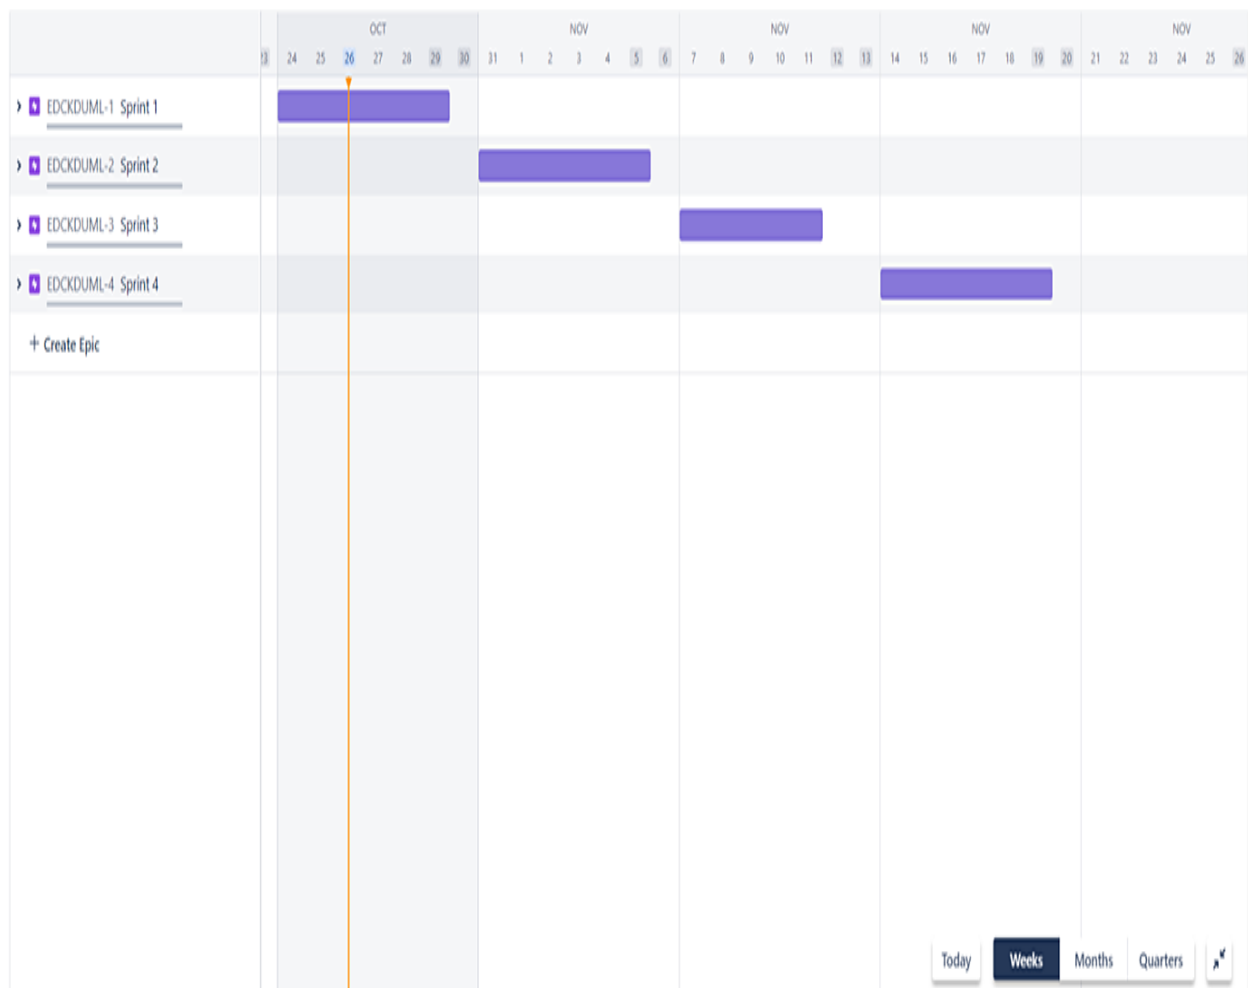 OCT NOV NOV NOV NOV
23 24 25 26 27 28 29 30 31 1 2 3 4 5 6 7 8 9 10 11 12 13 14 15 16 17 18 19 20 21 22 23 24 25 26
EDCKDUML-1 Sprint 1
EDCKDUML-2 Sprint 2
EDCKDUML-3 Sprint 3
EDCKDUML-4 Sprint 4
+ Create Epic
Today Weeks Months Quarters